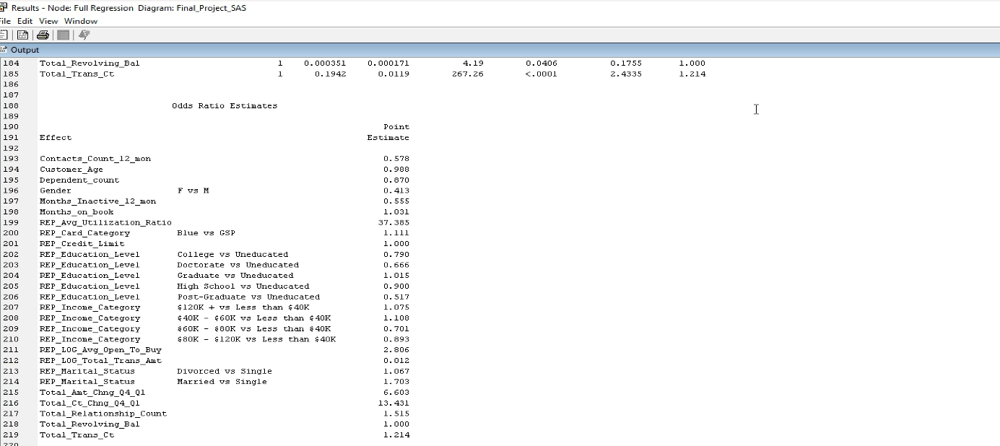 Results - Node: Full Regression Diagram: Final_Project_SAS
File Edit View Window
Output
184 Total_Revolving_Bal 1 0.000351 0.000171 4.19 0.0406 0.1755 1.000
185 Total_Trans_Ct 1 0.1942 0.0119 267.26 <.0001 2.4335 1.214
186
187
188 Odds Ratio Estimates
189
190 Point
191 Effect Estimate
192
193 Contacts_Count_12_mon 0.578
194 Customer_Age 0.988
195 Dependent_count 0.870
196 Gender F vs M 0.413
197 Months_Inactive_12_mon 0.555
198 Months_on_book 1.031
199 REP_Avg_Utilization_Ratio 37.385
200 REP_Card_Category Blue vs GSP 1.111
201 REP_Credit_Limit 1.000
202 REP_Education_Level College vs Uneducated 0.790
203 REP_Education_Level Doctorate vs Uneducated 0.666
204 REP_Education_Level Graduate vs Uneducated 1.015
205 REP_Education_Level High School vs Uneducated 0.900
206 REP_Education_Level Post-Graduate vs Uneducated 0.517
207 REP_Income_Category $120K + vs Less than $40K 1.075
208 REP_Income_Category $40K - $60K vs Less than $40K 1.108
209 REP_Income_Category $60K - $80K vs Less than $40K 0.701
210 REP_Income_Category $80K - $120K vs Less than $40K 0.893
211 REP_LOG_Avg_Open_To_Buy 2.806
212 REP_LOG_Total_Trans_Amt 0.012
213 REP_Marital_Status Divorced vs Single 1.067
214 REP_Marital_Status Married vs Single 1.703
215 Total_Amt_Chng_Q4_Q1 6.603
216 Total_Ct_Chng_Q4_Q1 13.431
217 Total_Relationship_Count 1.515
218 Total_Revolving_Bal 1.000
219 Total_Trans_Ct 1.214
220